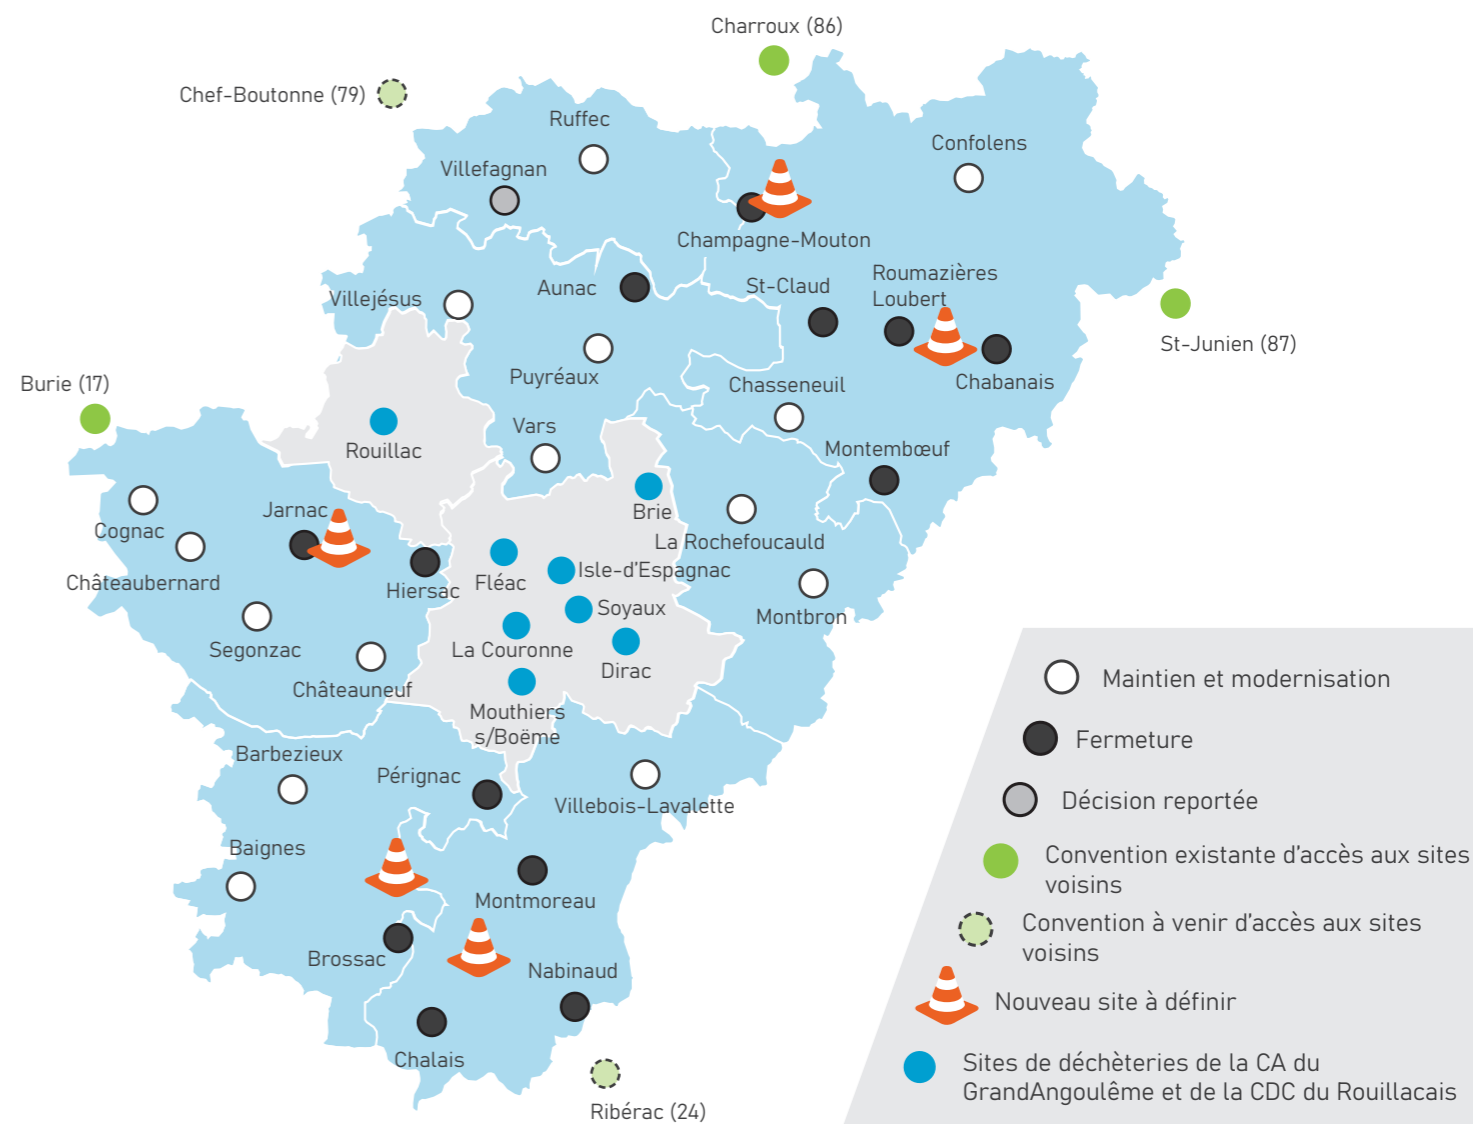 Charroux (86)
Chef-Boutonne (79)
Ruffec
Confolens
Villefagnan
Champagne-Mouton
Roumazières
Loubert
St-Claud
Aunac
Villejésus
St-Junien (87)
Puyréaux
Chabanais
Chasseneuil
Burie (17)
Vars
Rouillac
Montembœuf
Jarnac
Brie
Cognac
La Rochefoucauld
Isle-d'Espagnac
Châteaubernard
Fléac
Hiersac
Soyaux
Montbron
Segonzac
La Couronne
Dirac
Châteauneuf
Mouthiers
s/Boëme
Barbezieux
Pérignac
Villebois-Lavalette
Baignes
Montmoreau
Brossac
Nabinaud
Chalais
Ribérac (24)
Maintien et modernisation
Fermeture
Décision reportée
Convention existante d'accès aux sites
voisins
Convention à venir d'accès aux sites
voisins
Nouveau site à définir
Sites de déchèteries de la CA du
GrandAngoulême et de la CDC du Rouillacais